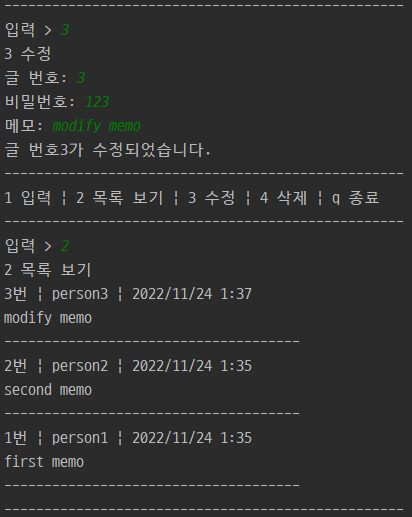 --------------------------------------------------
입력 > 3
3 수정
글 번호: 3
비밀번호: 123
메모: modify memo
글 번호3가 수정되었습니다.
--------------------------------------------------
1 입력 ¦ 2 목록 보기 ¦ 3 수정 ¦ 4 삭제 ¦ q 종료
--------------------------------------------------
입력 > 2
2 목록 보기
3번 ¦ person3 ¦ 2022/11/24 1:37
modify memo
-------------------------------------
2번 ¦ person2 ¦ 2022/11/24 1:35
second memo
-------------------------------------
1번 ¦ person1 ¦ 2022/11/24 1:35
first memo
-------------------------------------
--------------------------------------------------